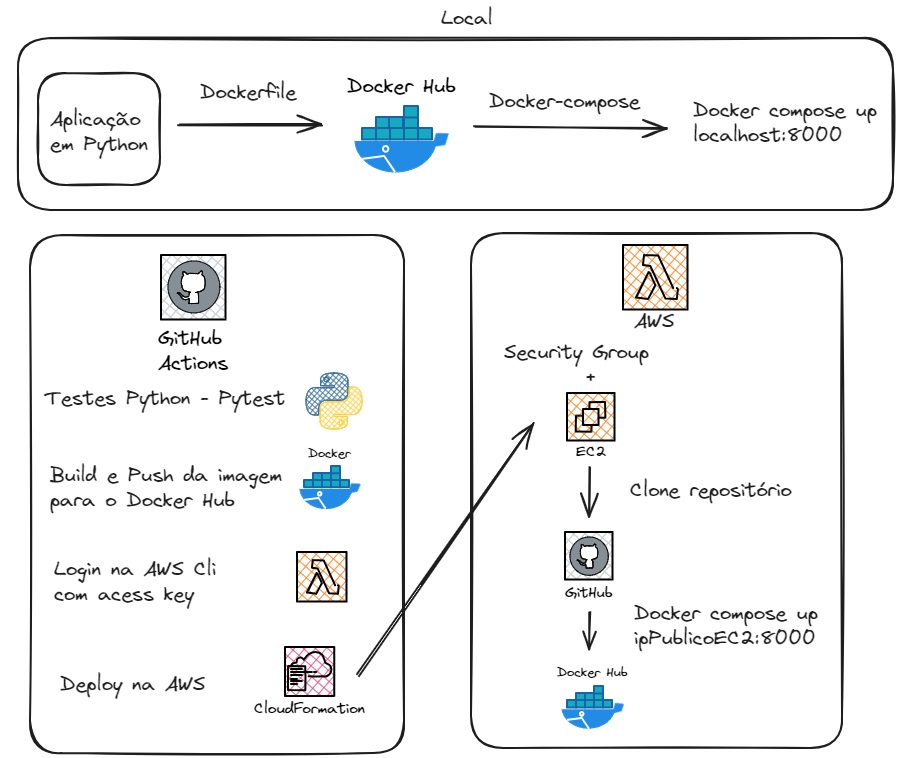 Local
Aplicação
em Python
Dockerfile
Docker Hub
Docker-compose
Docker compose up
localhost:8000
GitHub
Actions
Testes Python - Pytest
Docker
Build e Push da imagem
para o Docker Hub
Login na AWS Cli
com acess key
Deploy na AWS
CloudFormation
AWS
Security Group
+
EC2
Clone repositório
GitHub
Docker compose up
ipPublicoEC2:8000
Docker Hub